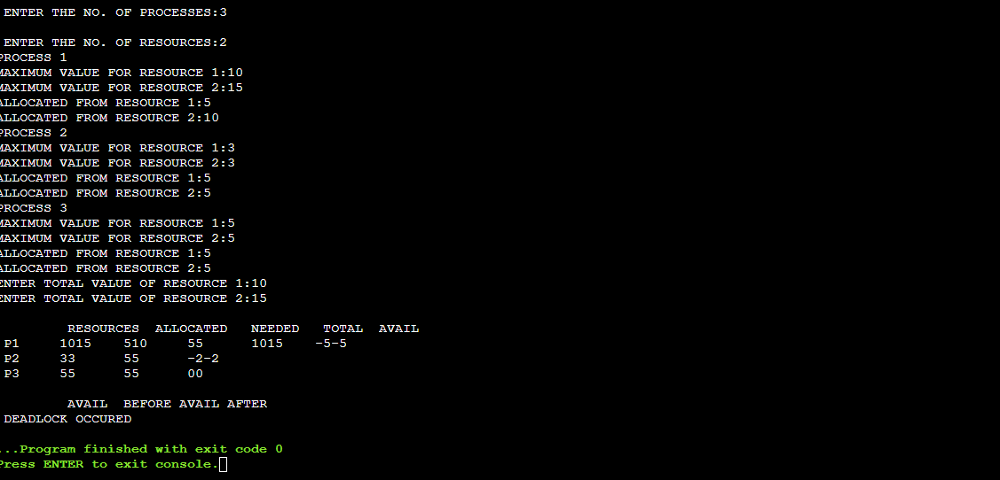 ENTER THE NO. OF PROCESSES:3
ENTER THE NO. OF RESOURCES:2
PROCESS 1
MAXIMUM VALUE FOR RESOURCE 1:10
MAXIMUM VALUE FOR RESOURCE 2:15
ALLOCATED FROM RESOURCE 1:5
ALLOCATED FROM RESOURCE 2:10
PROCESS 2
MAXIMUM VALUE FOR RESOURCE 1:3
MAXIMUM VALUE FOR RESOURCE 2:3
ALLOCATED FROM RESOURCE 1:5
ALLOCATED FROM RESOURCE 2:5
PROCESS 3
MAXIMUM VALUE FOR RESOURCE 1:5
MAXIMUM VALUE FOR RESOURCE 2:5
ALLOCATED FROM RESOURCE 1:5
ALLOCATED FROM RESOURCE 2:5
ENTER TOTAL VALUE OF RESOURCE 1:10
ENTER TOTAL VALUE OF RESOURCE 2:15
RESOURCES ALLOCATED NEEDED TOTAL AVAIL
P1 1015 510 55 1015 -5-5
P2 33 55 -2-2
P3 55 55 00
AVAIL BEFORE AVAIL AFTER
DEADLOCK OCCURED
...Program finished with exit code 0
Press ENTER to exit console.